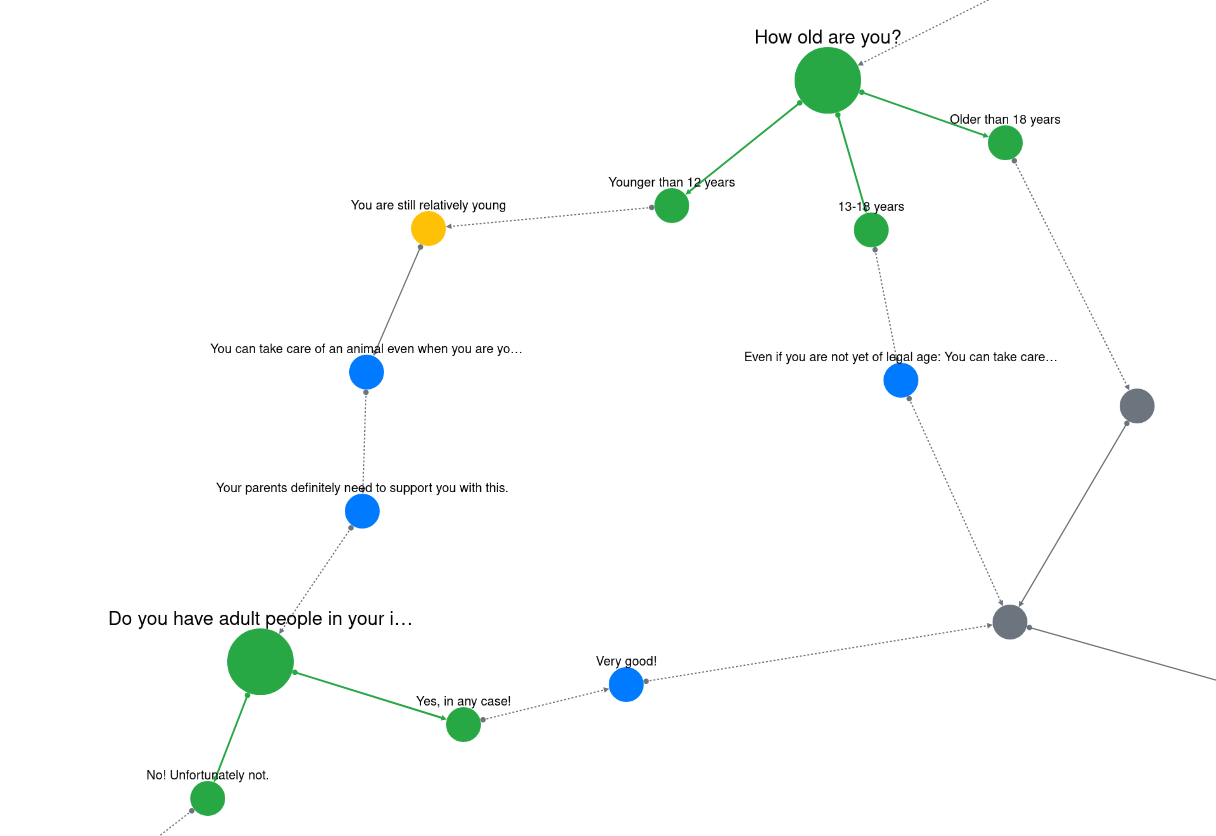 How old are you?
Older than 18 years
Younger than 12 years
You are still relatively young
13-18 years
You can take care of an animal even when you are yo…
Even if you are not yet of legal age: You can take care…
Your parents definitely need to support you with this.
Do you have adult people in your i…
Very good!
Yes, in any case!
No! Unfortunately not.